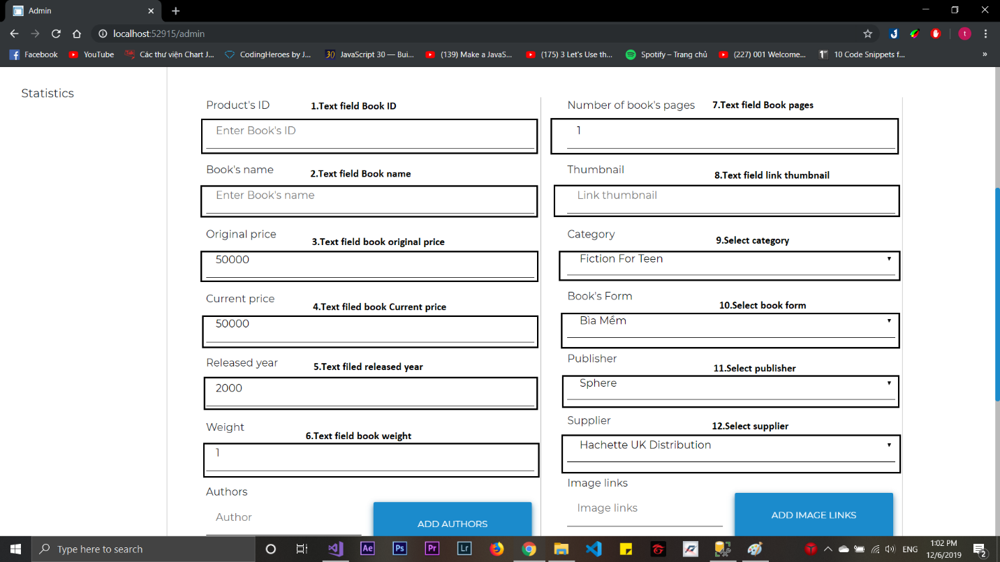 Admin
localhost:52915/admin
t
Facebook
YouTube
Các thư viện Chart J...
CodingHeroes by J...
30
JavaScript 30 — Bui...
(139) Make a JavaS...
(175) 3 Let's Use th...
Spotify – Trang chủ
(227) 001 Welcome...
10 Code Snippets f...
»
Statistics
Product's ID
1.Text field Book ID
Enter Book's ID
Book's name
2.Text field Book name
Enter Book's name
Original price
3.Text field book original price
50000
Current price
4.Text filed book Current price
50000
Released year
5.Text filed released year
2000
Weight
6.Text field book weight
1
Authors
Author
ADD AUTHORS
Number of book's pages
7.Text field Book pages
1
Thumbnail
8.Text field link thumbnail
Link thumbnail
Category
9.Select category
Fiction For Teen
Book's Form
10.Select book form
Bìa Mềm
Publisher
11.Select publisher
Sphere
Supplier
12.Select supplier
Hachette UK Distribution
Image links
Image links
ADD IMAGE LINKS
Type here to search
Ae
Ps
Pr
Lr
ENG
1:02 PM
12/6/2019
2